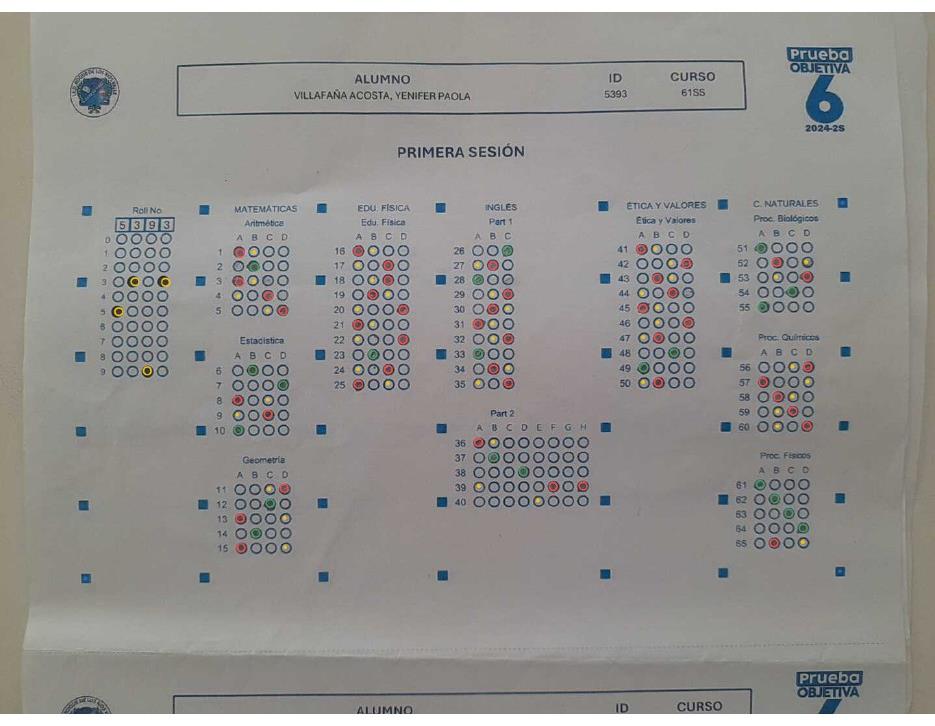 Prueba
OBJETIVA
6
2024-2S
ALUMNO ID CURSO
VILLAFAÑA ACOSTA, YENIFER PAOLA 5393 61SS
PRIMERA SESIÓN
Roll No
5 3 9 3
0
1
2
3
4
5
6
7
8
9
MATEMÁTICAS
Aritmética
A B C D
1
2
3
4
5
Estadística
A B C D
6
7
8
9
10
Geometría
A B C D
11
12
13
14
15
EDU. FÍSICA
Edu. Física
A B C D
16
17
18
19
20
21
22
23
24
25
INGLÉS
Part 1
A B C
26
27
28
29
30
31
32
33
34
35
Part 2
A B C D E F G H
36
37
38
39
40
ÉTICA Y VALORES
Ética y Valores
A B C D
41
42
43
44
45
46
47
48
49
50
C. NATURALES
Proc. Biológicos
A B C D
51
52
53
54
55
Proc. Químicos
A B C D
56
57
58
59
60
Proc. Físicos
A B C D
61
62
63
64
65
Prueba
OBJETIVA
ALUMNO ID CURSO